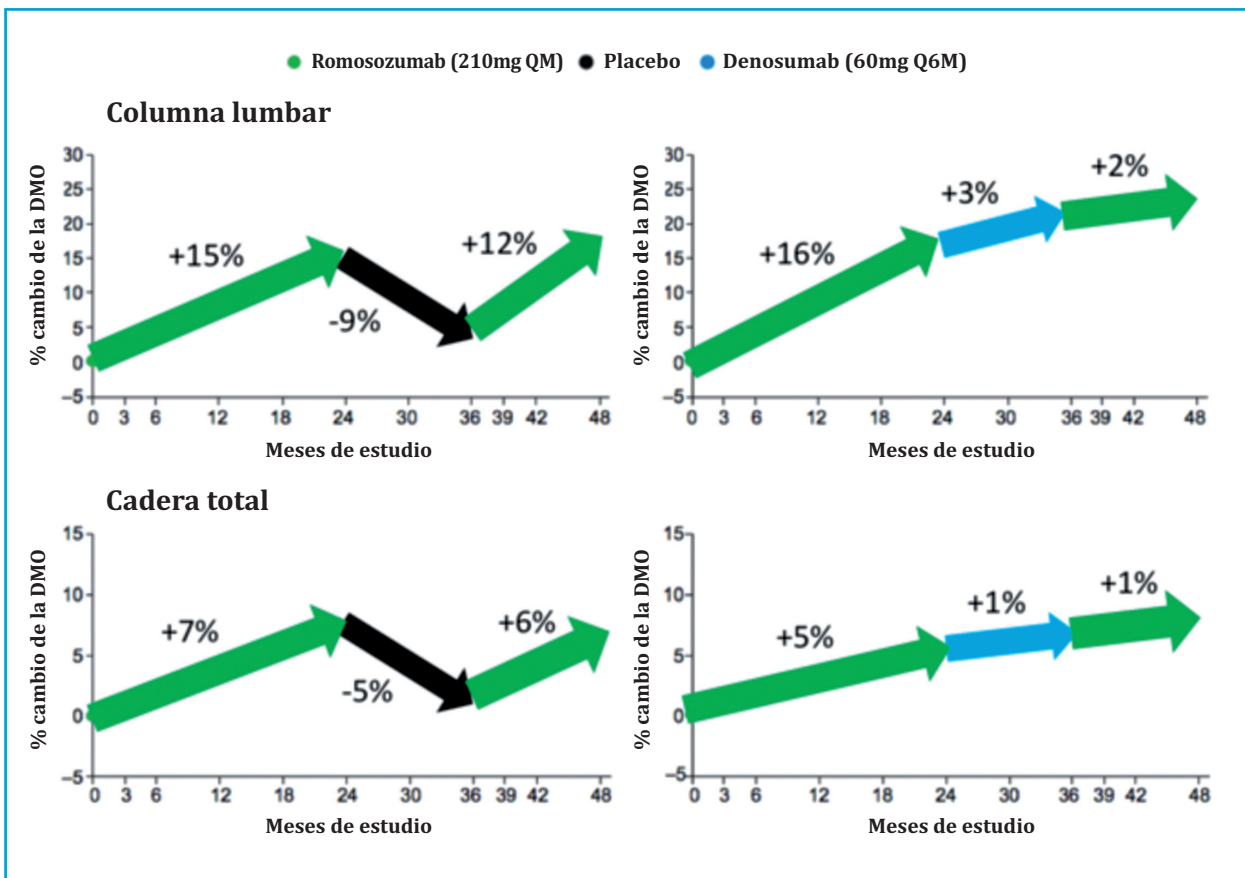 Romosozumab (210mg QM) Placebo Denosumab (60mg Q6M)
Columna lumbar
% cambio de la DMO
30
25
20
15
10
5
0
–5
+15%
-9%
+12%
0 3 6 12 18 24 30 36 39 42 48
Meses de estudio
% cambio de la DMO
30
25
20
15
10
5
0
–5
+16%
+3%
+2%
0 3 6 12 18 24 30 36 39 42 48
Meses de estudio
Cadera total
% cambio de la DMO
15
10
5
0
–5
+7%
-5%
+6%
0 3 6 12 18 24 30 36 39 42 48
Meses de estudio
% cambio de la DMO
15
10
5
0
–5
+5%
+1%
+1%
0 3 6 12 18 24 30 36 39 42 48
Meses de estudio